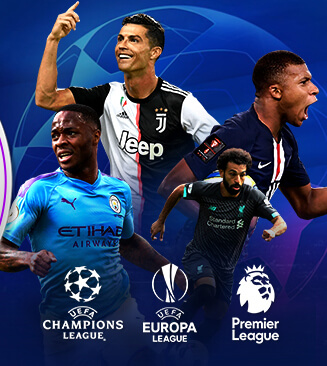 Jeep
ETIHAD
AIRWAYS
Standard
Chartered
UEFA
CHAMPIONS
LEAGUE
UEFA
EUROPA
LEAGUE
Premier
League